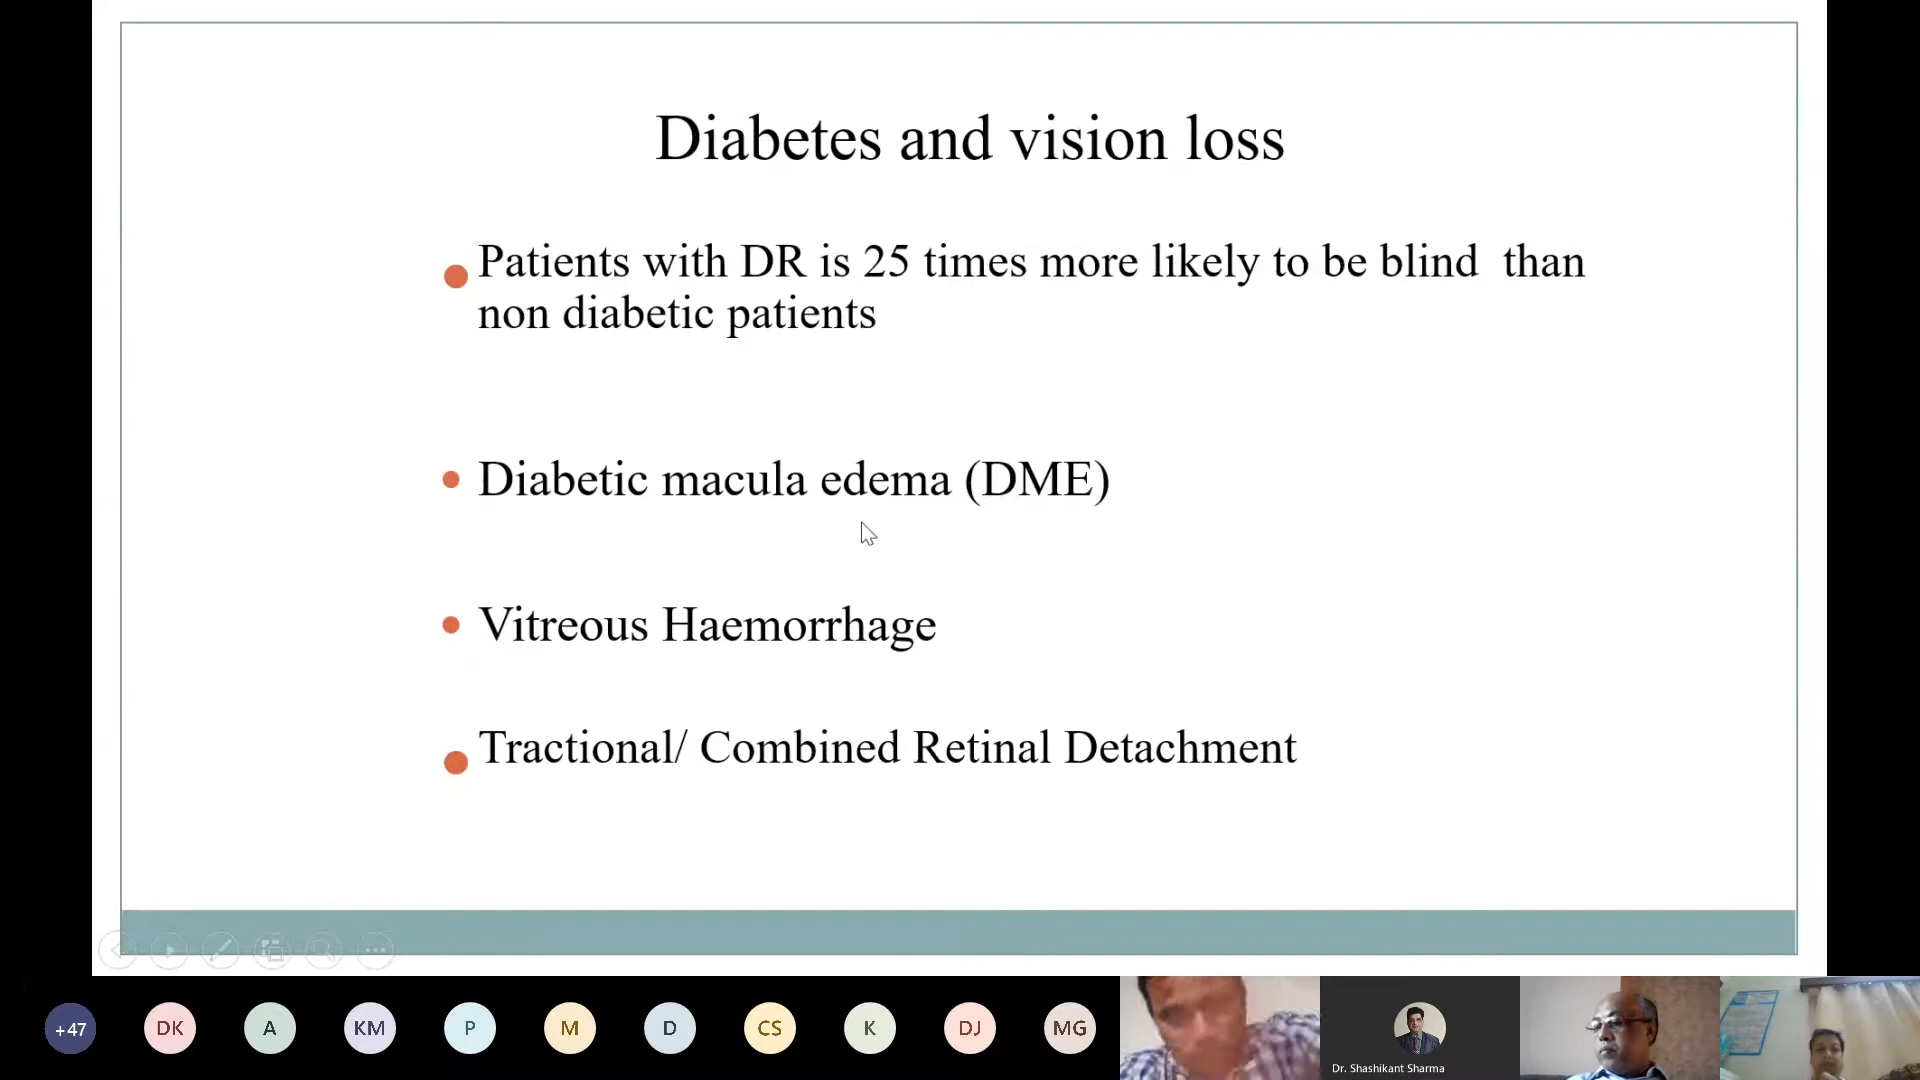 Diabetes and vision loss
Patients with DR is 25 times more likely to be blind than
non diabetic patients
Diabetic macula edema (DME)
Vitreous Haemorrhage
Tractional/ Combined Retinal Detachment
+47
DK
A
KM
P
M
D
CS
K
DJ
MG
Dr. Shashikant Sharma